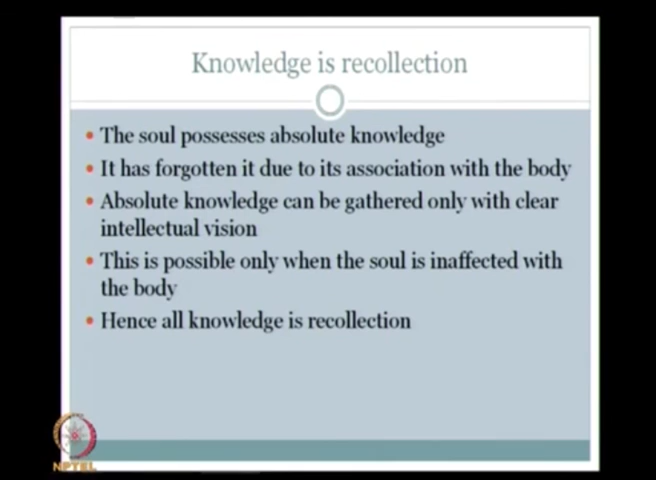 Knowledge is recollection
• The soul possesses absolute knowledge
• It has forgotten it due to its association with the body
• Absolute knowledge can be gathered only with clear
intellectual vision
• This is possible only when the soul is inaffected with
the body
• Hence all knowledge is recollection
NPTEL